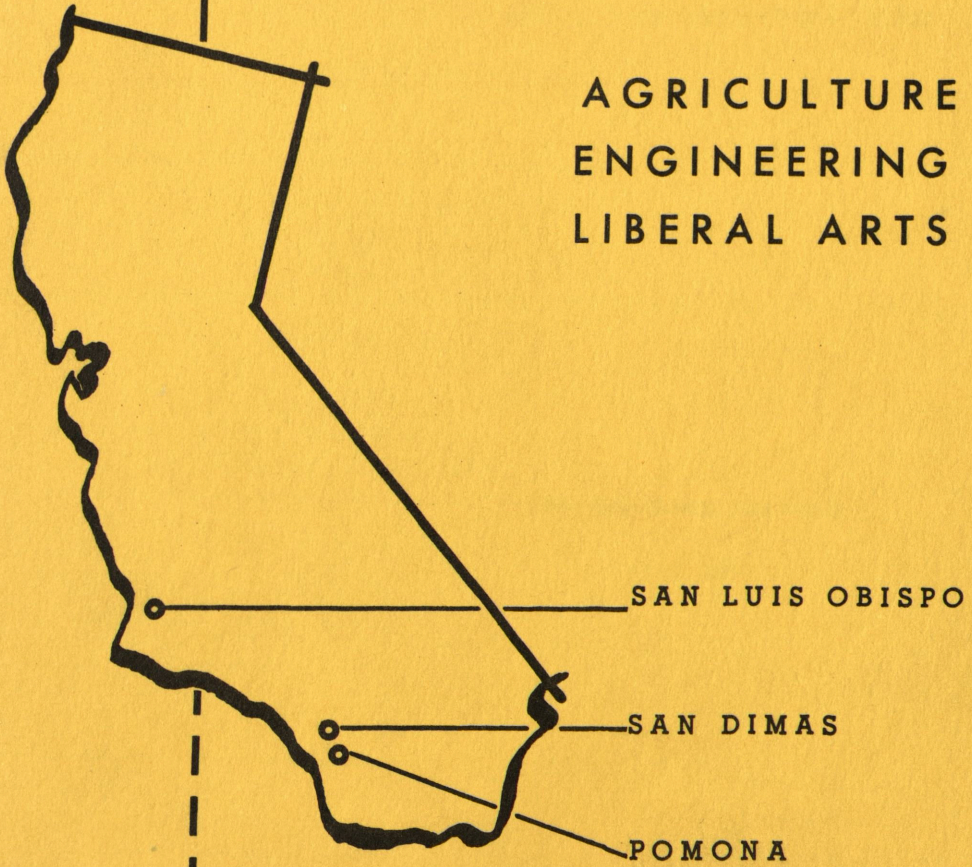 AGRICULTURE
ENGINEERING
LIBERAL ARTS
SAN LUIS OBISPO
SAN DIMAS
POMONA